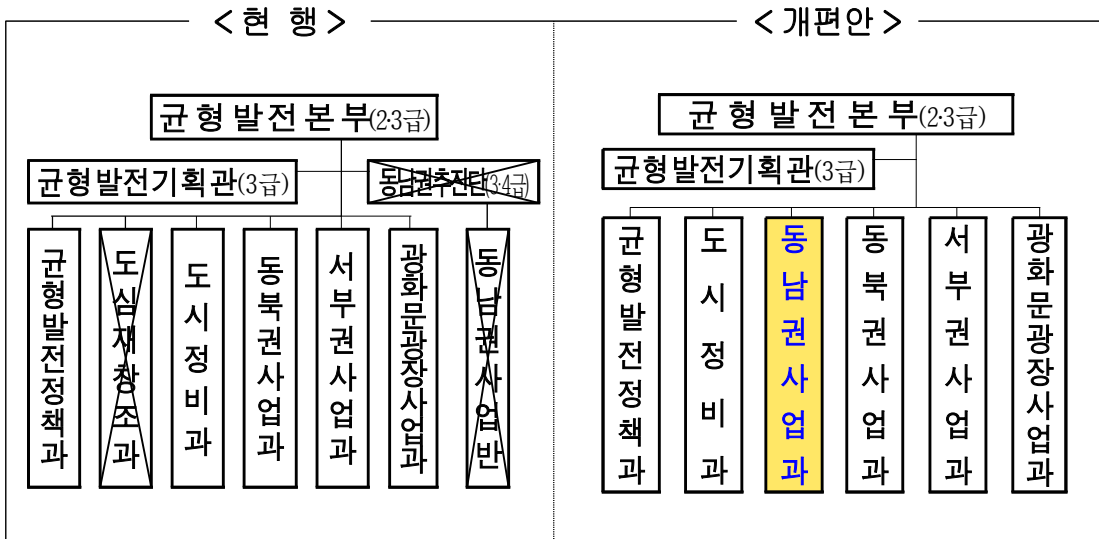 < 현 행 >
균형발전본부(2·3급)
균형발전기획관(3급)
동남권추진단(3·4급)
균형발전정책과
도심재창조과
도시정비과
동북권사업과
서부권사업과
광화문광장사업과
동남권사업반
< 개편안 >
균형발전본부(2·3급)
균형발전기획관(3급)
균형발전정책과
도시정비과
동남권사업과
동북권사업과
서부권사업과
광화문광장사업과